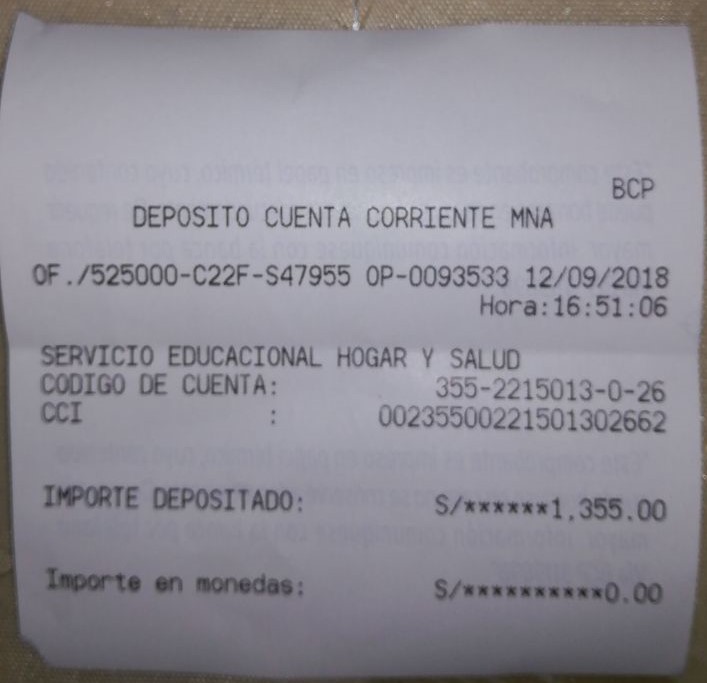 BCP
DEPOSITO CUENTA CORRIENTE MNA
OF./525000-C22F-S47955 OP-0093533 12/09/2018
Hora:16:51:06
SERVICIO EDUCACIONAL HOGAR Y SALUD
CODIGO DE CUENTA: 355-2215013-0-26
CCI : 00235500221501302662
IMPORTE DEPOSITADO: S/******1,355.00
Importe en monedas: S/**********0.00